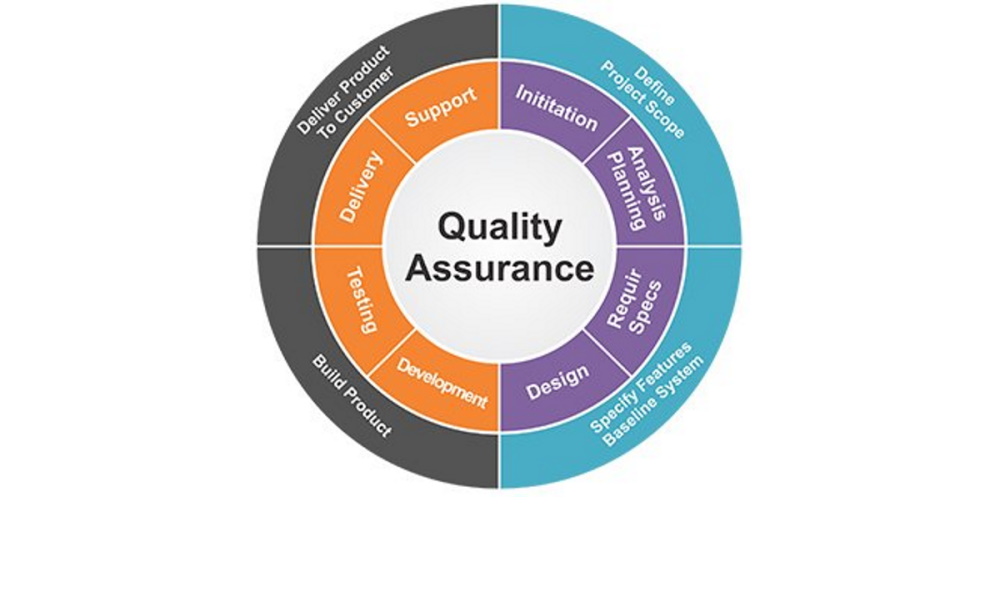 Quality
Assurance
Inititation
Analysis
Planning
Requir
Specs
Design
Development
Testing
Delivery
Support
Define
Project Scope
Specify Features
Baseline System
Build Product
Deliver Product
To Customer